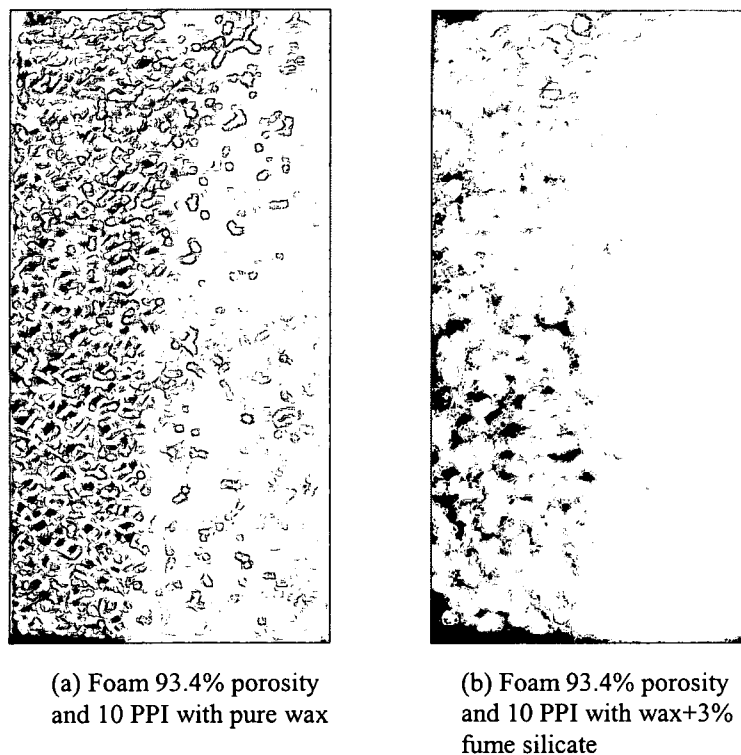 (a) Foam 93.4% porosity
and 10 PPI with pure wax
(b) Foam 93.4% porosity
and 10 PPI with wax+3%
fume silicate